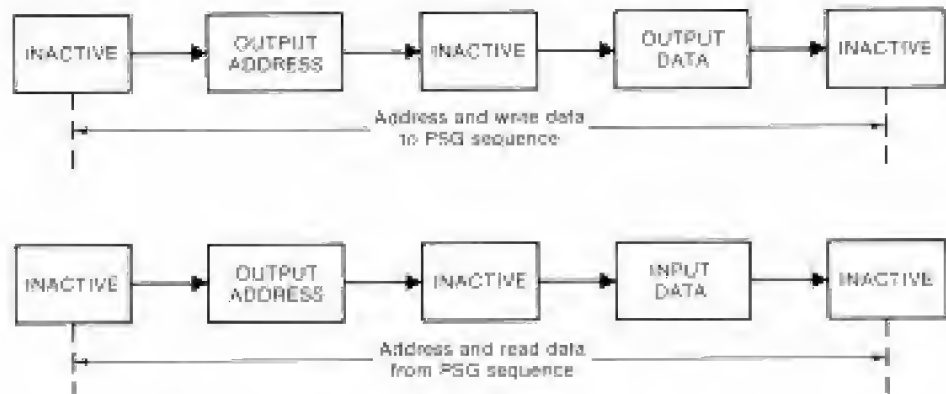 INACTIVE
OUTPUT
ADDRESS
INACTIVE
OUTPUT
DATA
INACTIVE
Address and write data
to PSG sequence
INACTIVE
OUTPUT
ADDRESS
INACTIVE
INPUT
DATA
INACTIVE
Address and read data
from PSG sequence